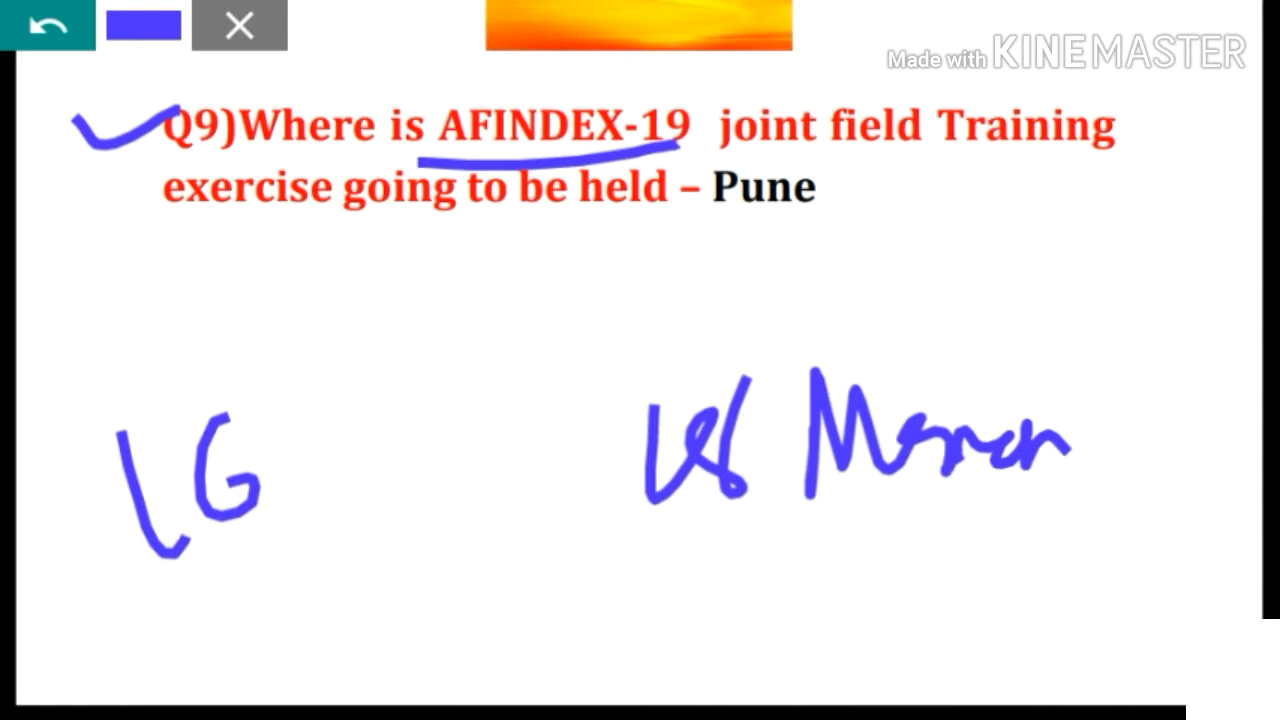 Made with KINEMASTER
Q9)Where is AFINDEX-19 joint field Training
exercise going to be held – Pune